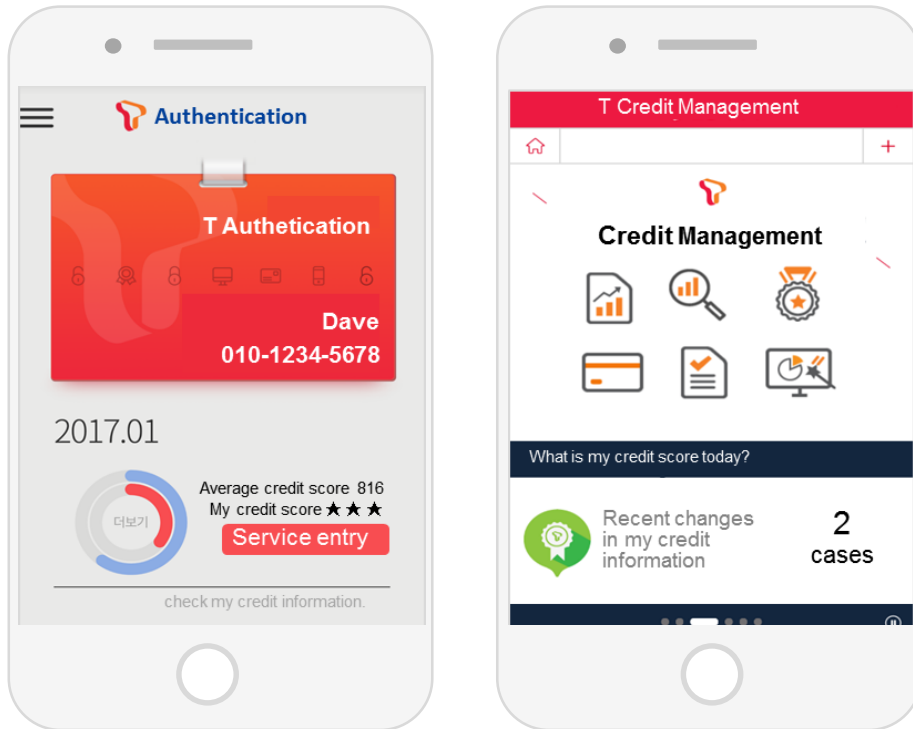 Authentication
T Authetication
Dave
010-1234-5678
2017.01
더보기
Average credit score 816
My credit score ★ ★ ★
Service entry
check my credit information.
T Credit Management
+
Credit Management
What is my credit score today?
Recent changes
in my credit
information
2
cases